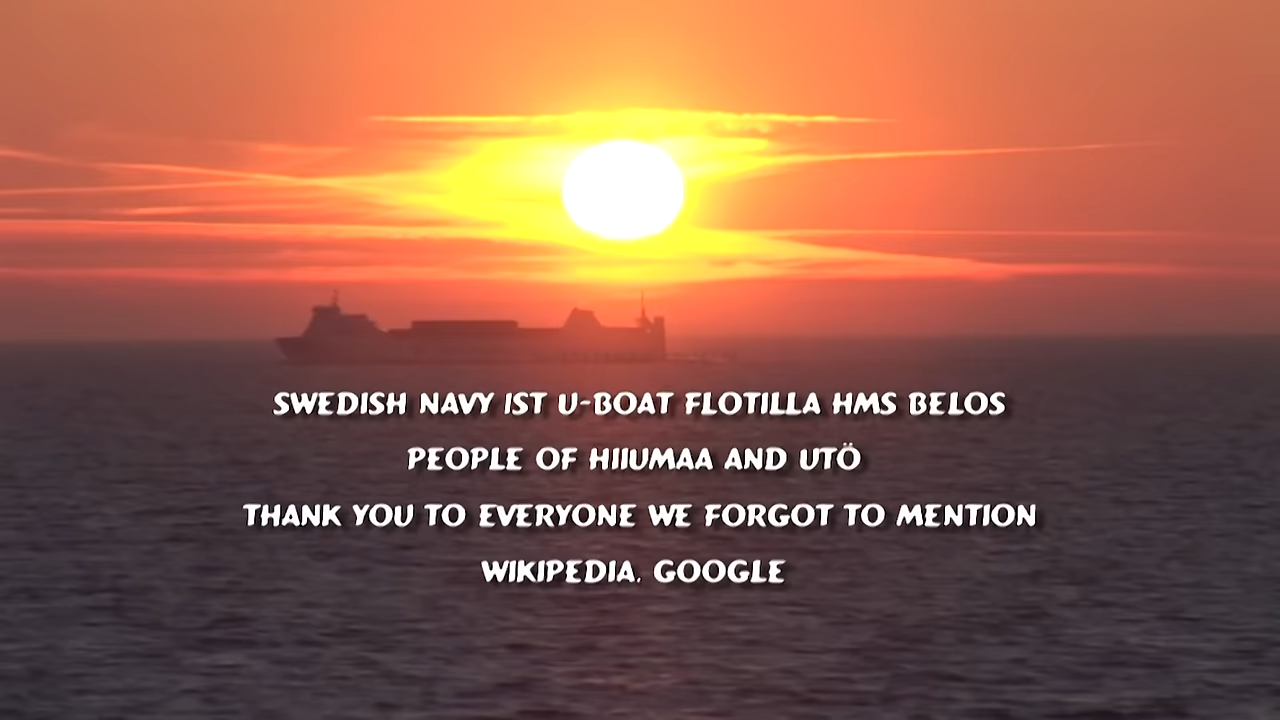 SWEDISH NAVY IST U-BOAT FLOTILLA HMS BELOS
PEOPLE OF HIIUMAA AND UTÖ
THANK YOU TO EVERYONE WE FORGOT TO MENTION
WIKIPEDIA, GOOGLE